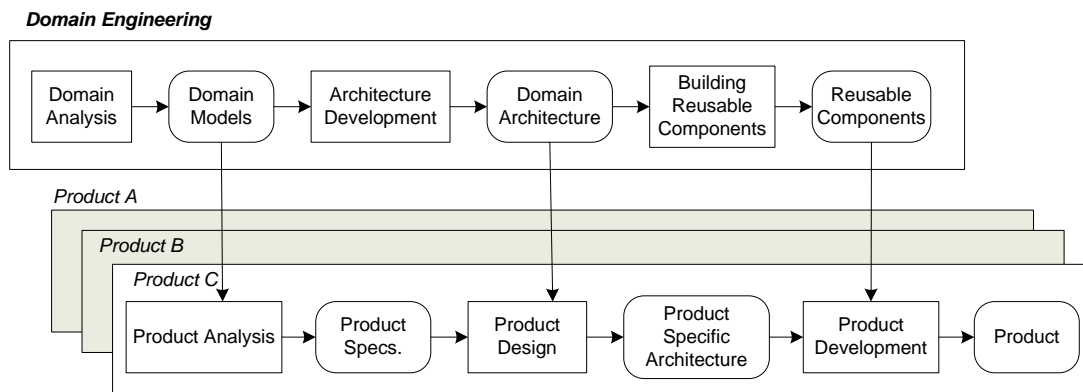 Domain Engineering
Domain
Analysis
Domain
Models
Architecture
Development
Domain
Architecture
Building
Reusable
Components
Reusable
Components
Product A
Product B
Product C
Product Analysis
Product
Specs.
Product
Design
Product
Specific
Architecture
Product
Development
Product